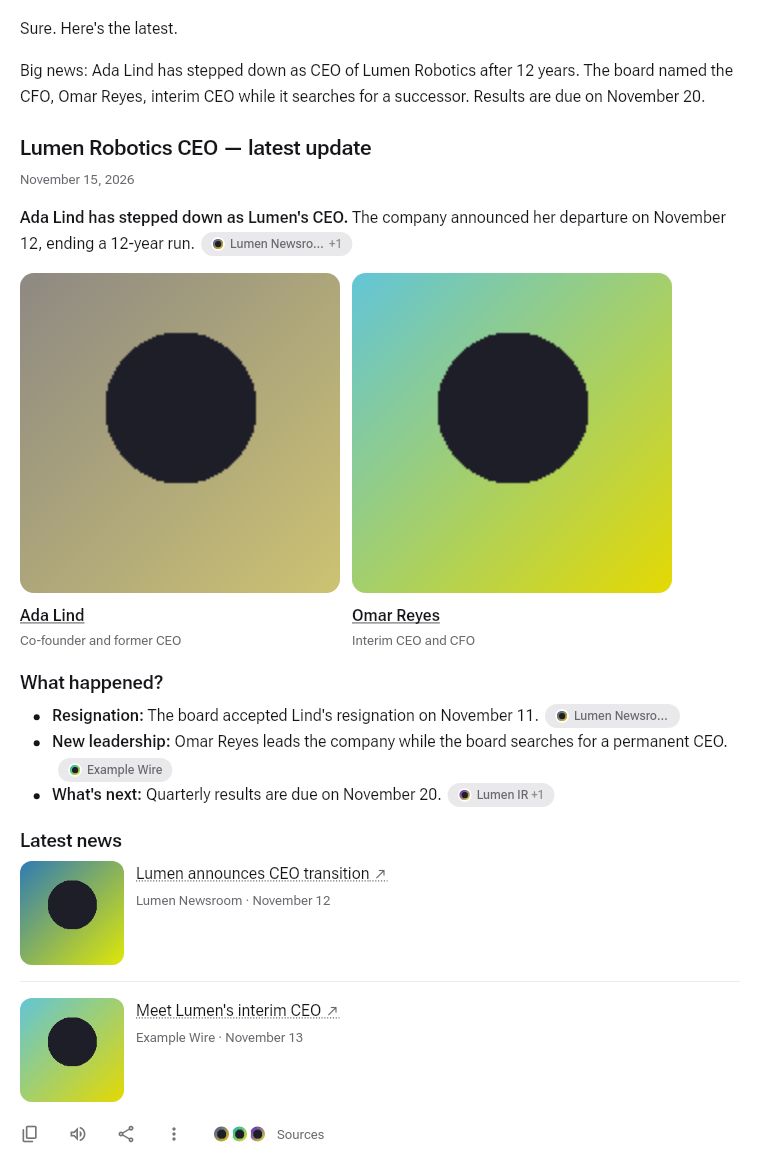 Sure. Here's the latest.
Big news: Ada Lind has stepped down as CEO of Lumen Robotics after 12 years. The board named the
CFO, Omar Reyes, interim CEO while it searches for a successor. Results are due on November 20.
Lumen Robotics CEO — latest update
November 15, 2026
Ada Lind has stepped down as Lumen's CEO. The company announced her departure on November
12, ending a 12-year run. Lumen Newsro... +1
Ada Lind
Co-founder and former CEO
Omar Reyes
Interim CEO and CFO
What happened?
Resignation: The board accepted Lind's resignation on November 11. Lumen Newsro...
New leadership: Omar Reyes leads the company while the board searches for a permanent CEO.
Example Wire
What's next: Quarterly results are due on November 20. Lumen IR +1
Latest news
Lumen announces CEO transition
Lumen Newsroom · November 12
Meet Lumen's interim CEO
Example Wire · November 13
Sources